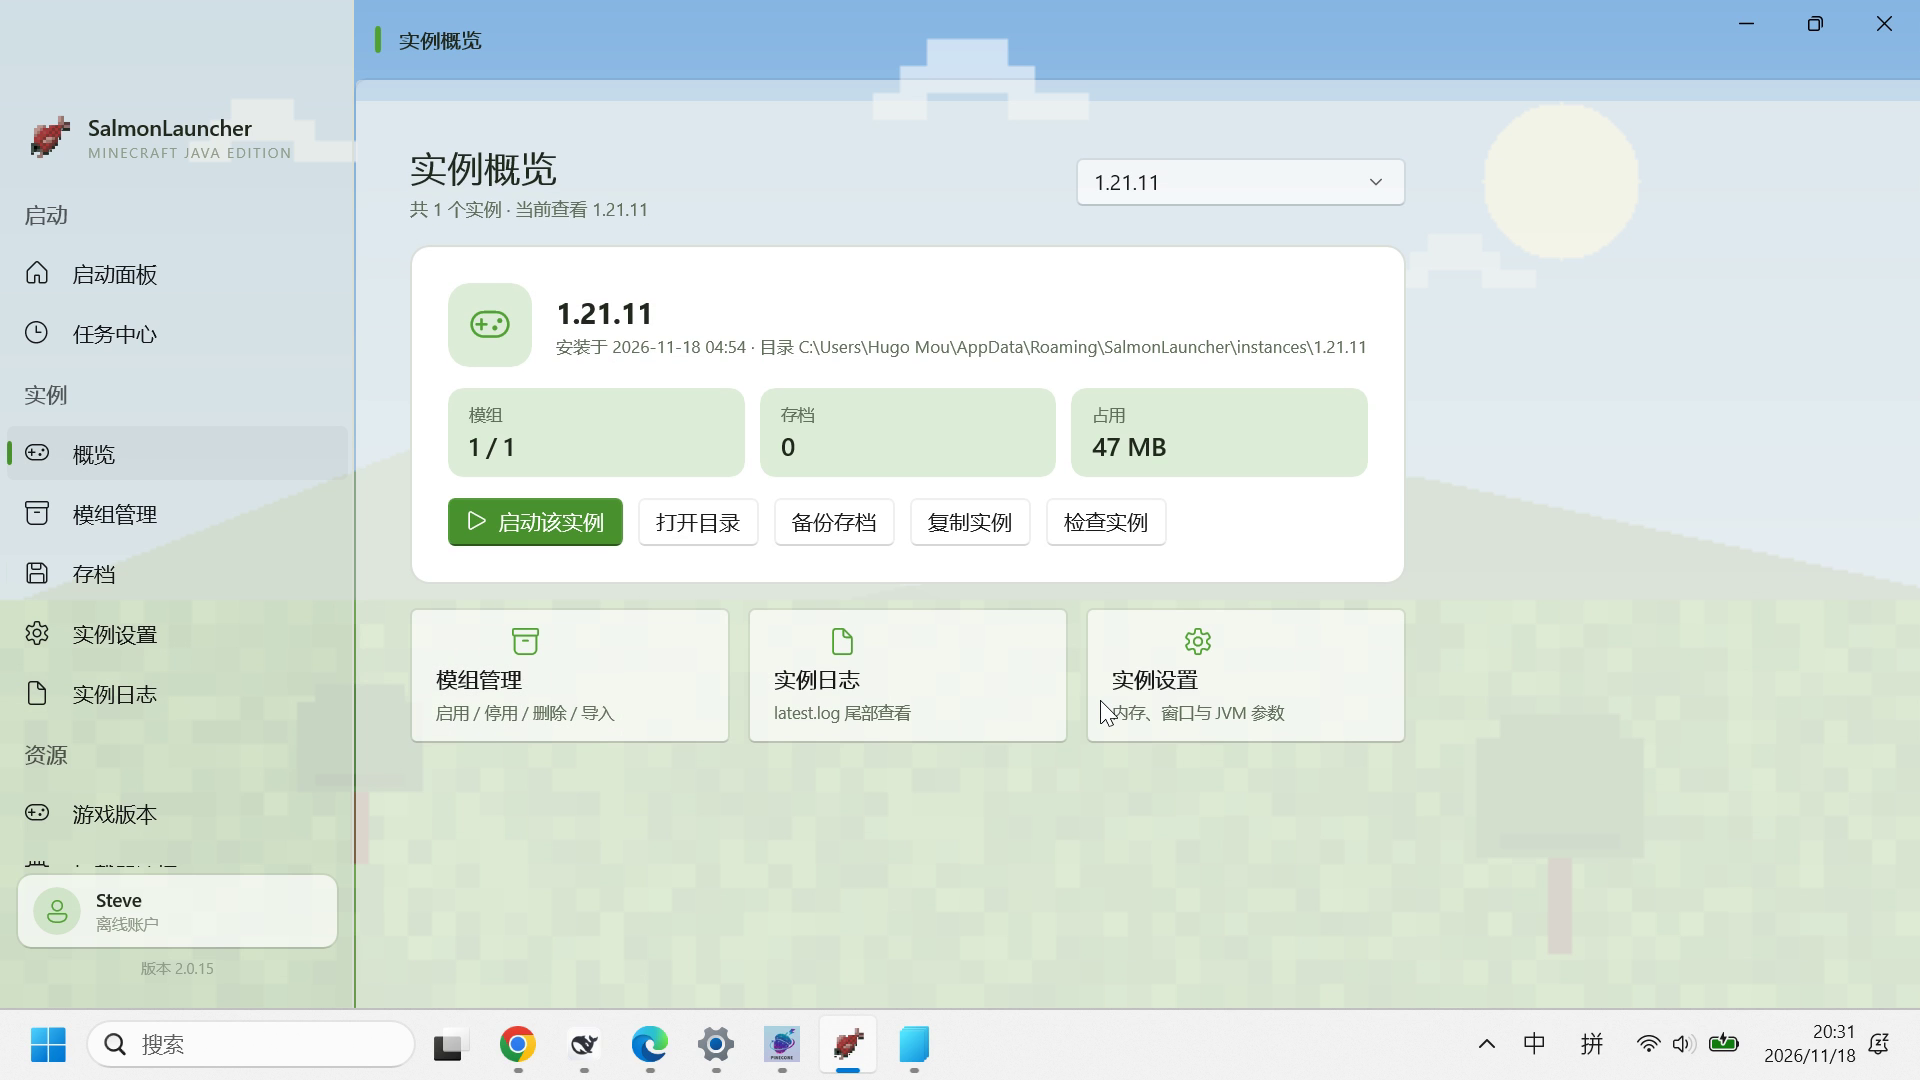 实例概览
SalmonLauncher
MINECRAFT JAVA EDITION
启动
启动面板
任务中心
实例
概览
模组管理
存档
实例设置
实例日志
资源
游戏版本
Steve
离线账户
版本 2.0.15
实例概览
共 1 个实例 · 当前查看 1.21.11
1.21.11
1.21.11
安装于 2026-11-18 04:54 · 目录 C:\Users\Hugo Mou\AppData\Roaming\SalmonLauncher\instances\1.21.11
模组
1 / 1
存档
0
占用
47 MB
启动该实例
打开目录
备份存档
复制实例
检查实例
模组管理
启用 / 停用 / 删除 / 导入
实例日志
latest.log 尾部查看
实例设置
内存、窗口与 JVM 参数
搜索
PINECONE
中
拼
20:31
2026/11/18